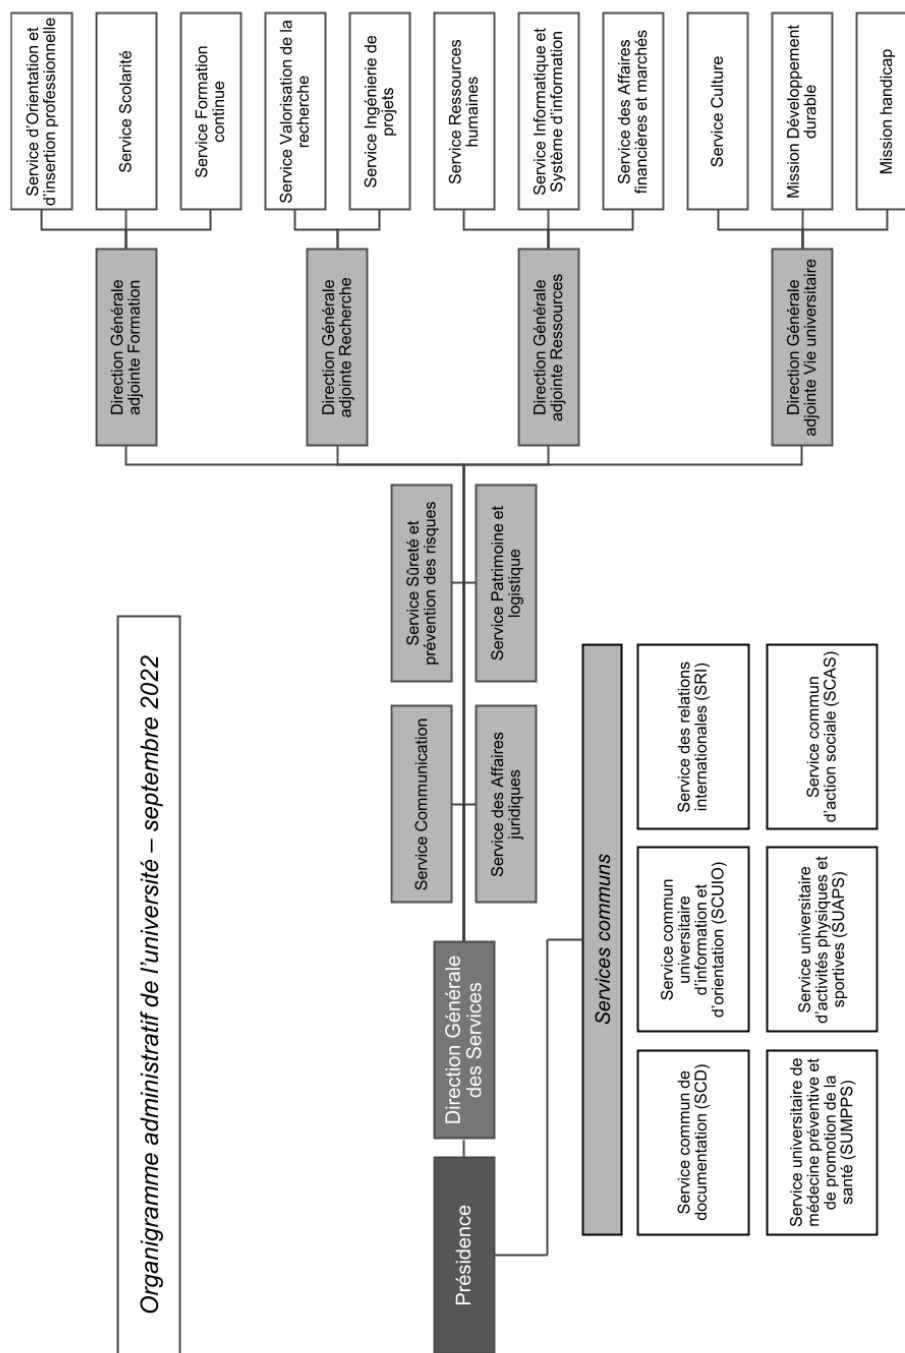 Organigramme administratif de l'université – septembre 2022
Présidence
Direction Générale
des Services
Service Communication
Service des Affaires
juridiques
Service Sûreté et
prévention des risques
Service Patrimoine et
logistique
Direction Générale
adjointe Formation
Service d'Orientation et
d'insertion professionnelle
Service Scolarité
Service Formation
continue
Direction Générale
adjointe Recherche
Service Valorisation de la
recherche
Service Ingénierie de
projets
Direction Générale
adjointe Ressources
Service Ressources
humaines
Service Informatique et
Système d'information
Service des Affaires
financières et marchés
Direction Générale
adjointe Vie universitaire
Service Culture
Mission Développement
durable
Mission handicap
Services communs
Service commun de
documentation (SCD)
Service commun
universitaire
d'information et
d'orientation (SCUIO)
Service des relations
internationales (SRI)
Service universitaire de
médecine préventive et
de promotion de la
santé (SUMPPS)
Service universitaire
d'activités physiques et
sportives (SUAPS)
Service commun
d'action sociale (SCAS)